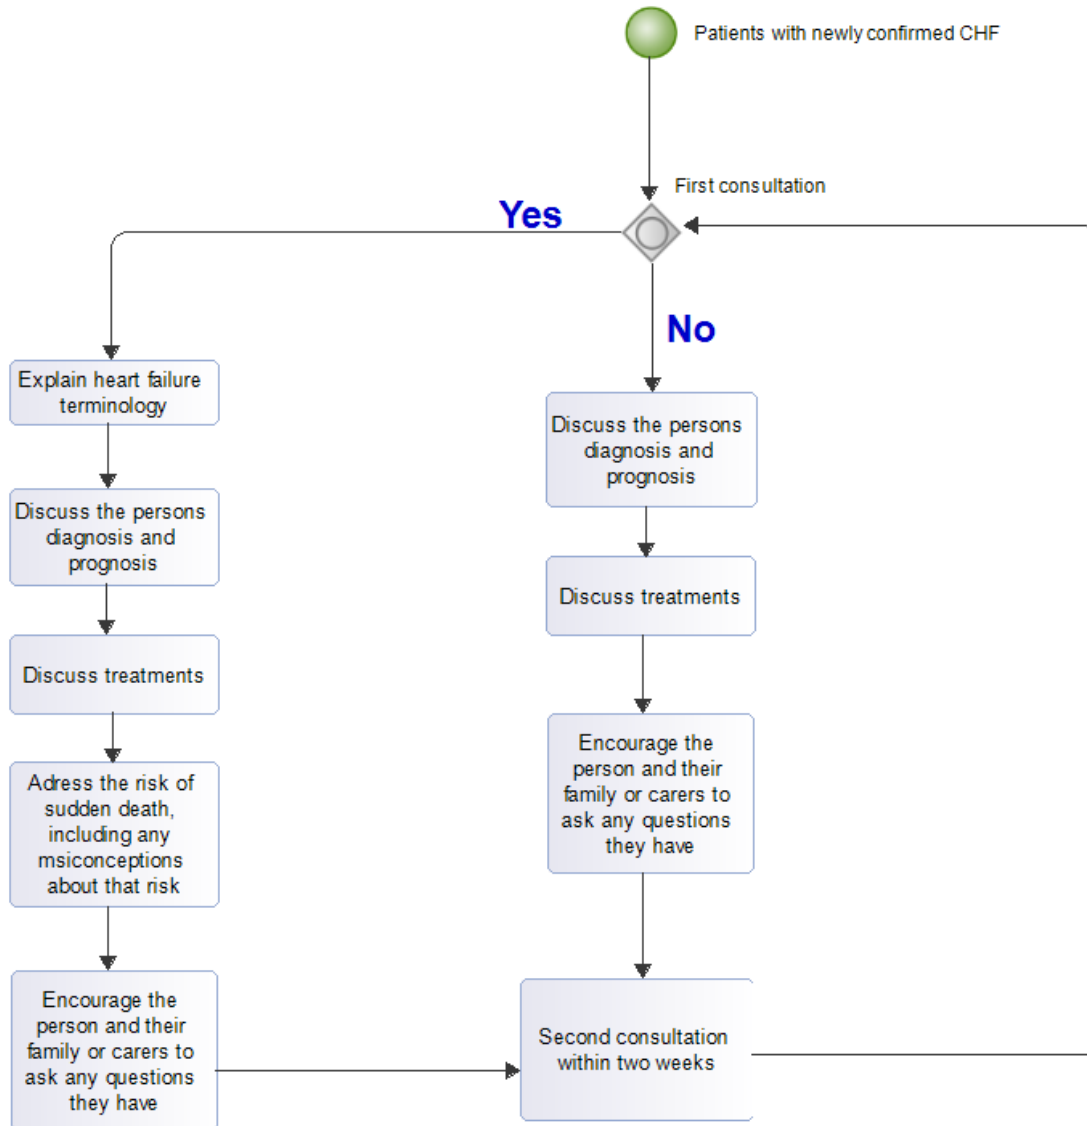 Patients with newly confirmed CHF
First consultation
Yes
No
Explain heart failure
terminology
Discuss the persons
diagnosis and
prognosis
Discuss treatments
Adress the risk of
sudden death,
including any
msiconceptions
about that risk
Encourage the
person and their
family or carers to
ask any questions
they have
Discuss the persons
diagnosis and
prognosis
Discuss treatments
Encourage the
person and their
family or carers to
ask any questions
they have
Second consultation
within two weeks